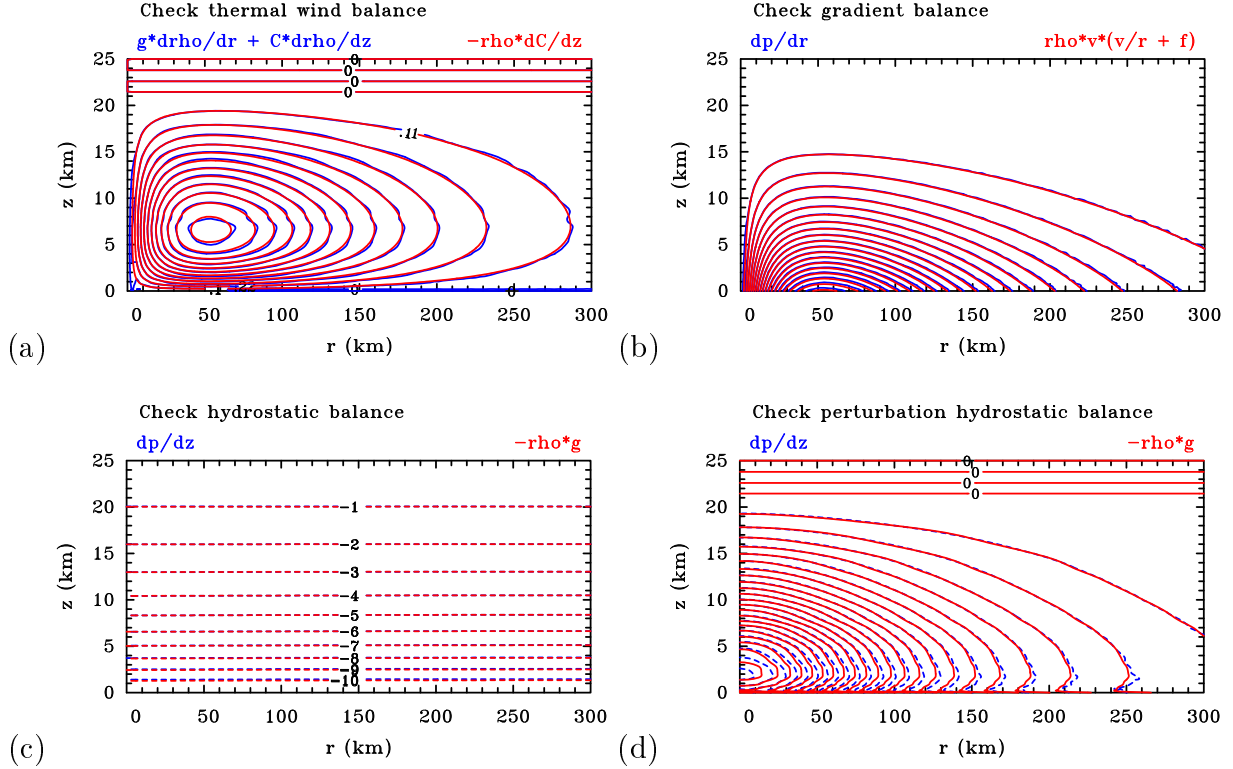 Check thermal wind balance
g*drho/dr + C*drho/dz -rho*dC/dz
25
20
15
10
5
0
z (km)
0
0
0
0
.11
.1
.22
0
0
0 50 100 150 200 250 300
r (km)
(a)
Check gradient balance
dp/dr rho*v*(v/r + f)
25
20
15
10
5
0
z (km)
0 50 100 150 200 250 300
r (km)
(b)
Check hydrostatic balance
dp/dz -rho*g
25
20
15
10
5
0
z (km)
-1
-2
-3
-4
-5
-6
-7
-8
-9
-10
0 50 100 150 200 250 300
r (km)
(c)
Check perturbation hydrostatic balance
dp/dz -rho*g
25
20
15
10
5
0
z (km)
0
0
0
0
0 50 100 150 200 250 300
r (km)
(d)